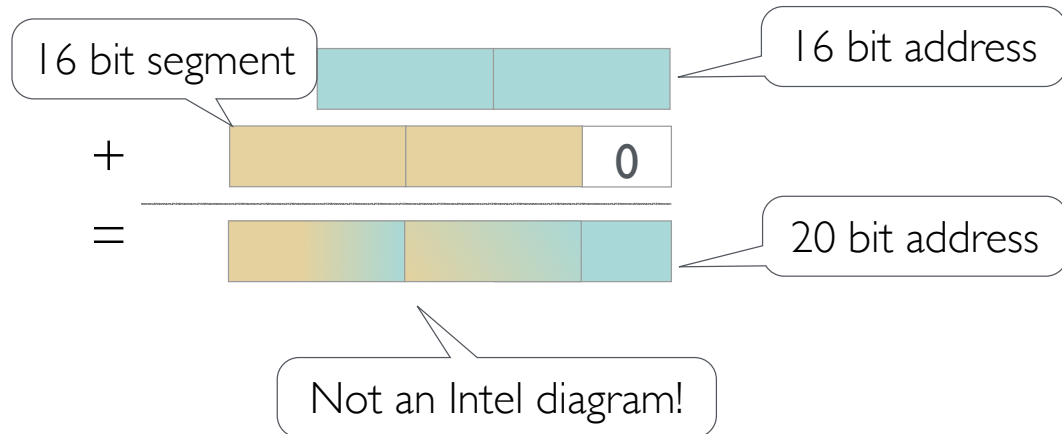 16 bit segment
16 bit address
+
0
=
20 bit address
Not an Intel diagram!